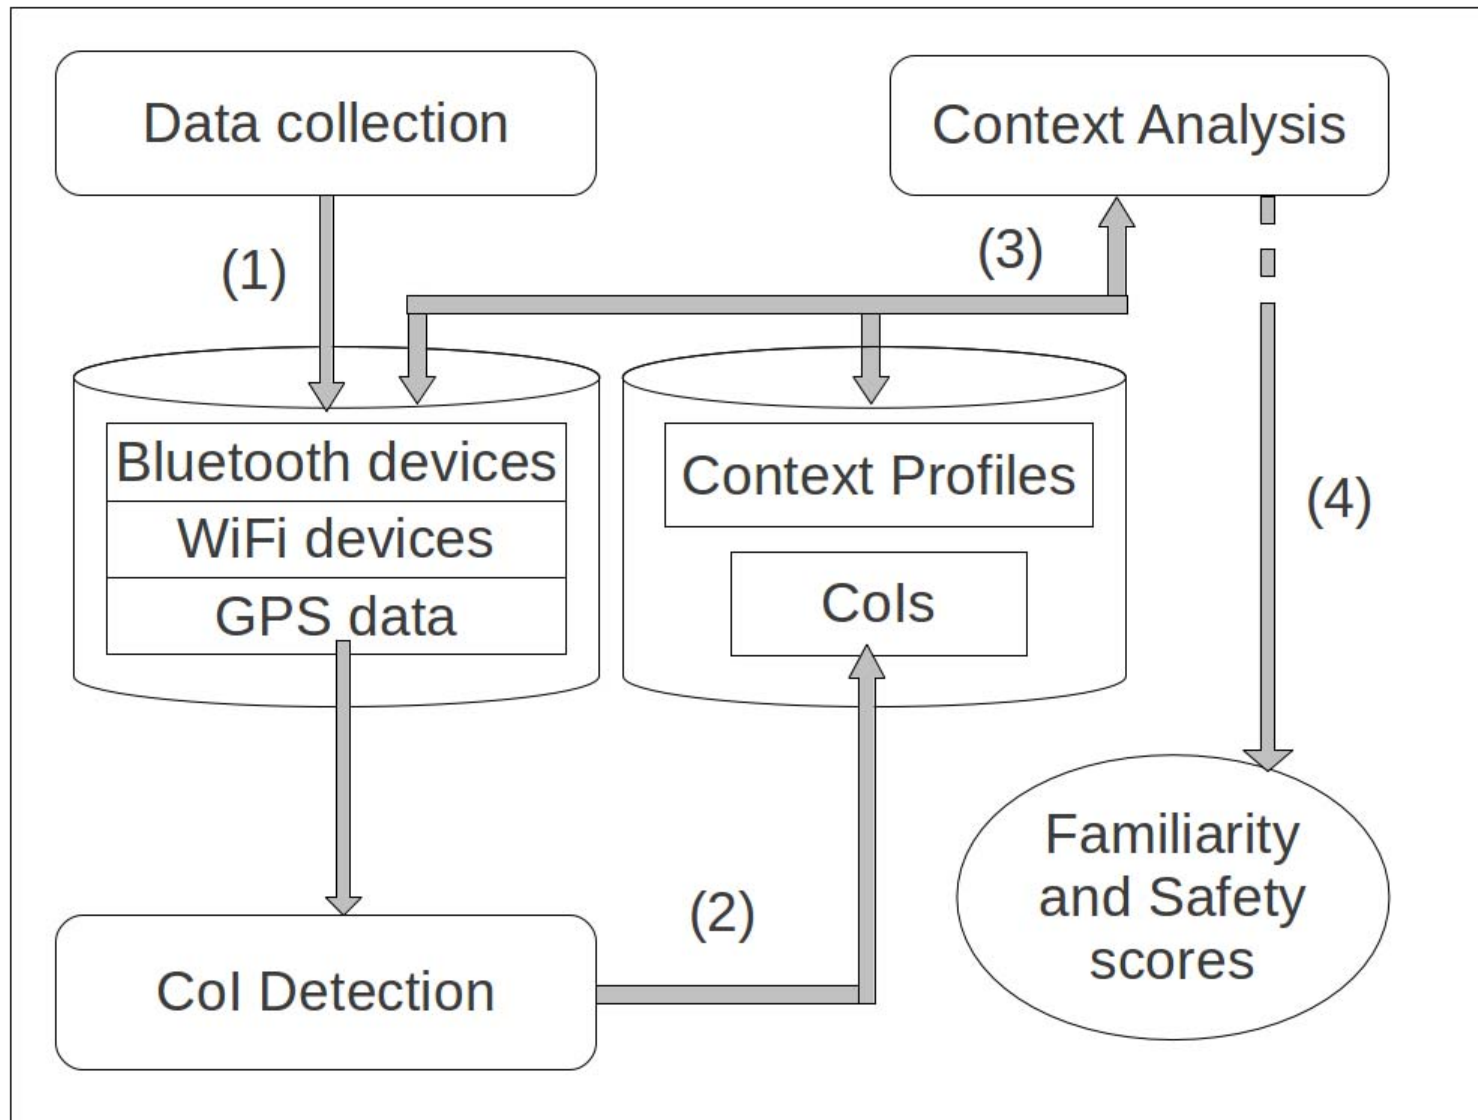 Data collection
Context Analysis
(1)
(3)
Bluetooth devices
WiFi devices
GPS data
Context Profiles
CoIs
(4)
CoI Detection
(2)
Familiarity
and Safety
scores